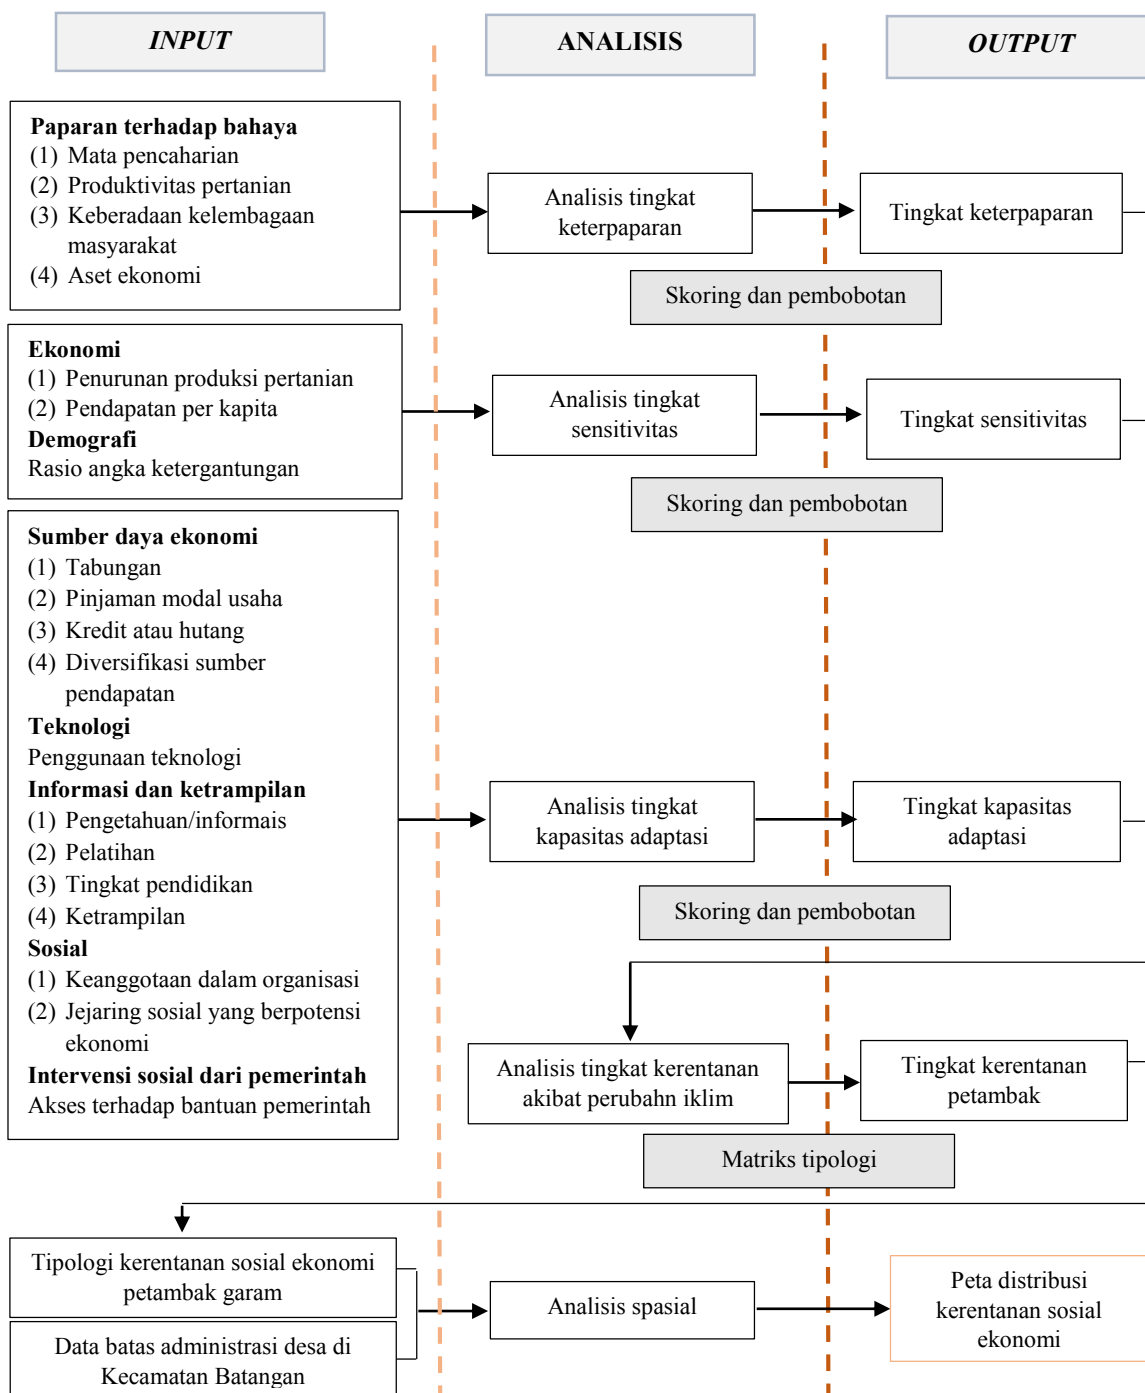 INPUT
ANALISIS
OUTPUT
Paparan terhadap bahaya
(1) Mata pencaharian
(2) Produktivitas pertanian
(3) Keberadaan kelembagaan
masyarakat
(4) Aset ekonomi
Analisis tingkat
keterpaparan
Tingkat keterpaparan
Skoring dan pembobotan
Ekonomi
(1) Penurunan produksi pertanian
(2) Pendapatan per kapita
Demografi
Rasio angka ketergantungan
Analisis tingkat
sensitivitas
Tingkat sensitivitas
Skoring dan pembobotan
Sumber daya ekonomi
(1) Tabungan
(2) Pinjaman modal usaha
(3) Kredit atau hutang
(4) Diversifikasi sumber
pendapatan
Teknologi
Penggunaan teknologi
Informasi dan ketrampilan
(1) Pengetahuan/informais
(2) Pelatihan
(3) Tingkat pendidikan
(4) Ketrampilan
Sosial
(1) Keanggotaan dalam organisasi
(2) Jejaring sosial yang berpotensi
ekonomi
Intervensi sosial dari pemerintah
Akses terhadap bantuan pemerintah
Analisis tingkat
kapasitas adaptasi
Tingkat kapasitas
adaptasi
Skoring dan pembobotan
Analisis tingkat kerentanan
akibat perubahn iklim
Tingkat kerentanan
petambak
Matriks tipologi
Tipologi kerentanan sosial ekonomi
petambak garam
Data batas administrasi desa di
Kecamatan Batangan
Analisis spasial
Peta distribusi
kerentanan sosial
ekonomi